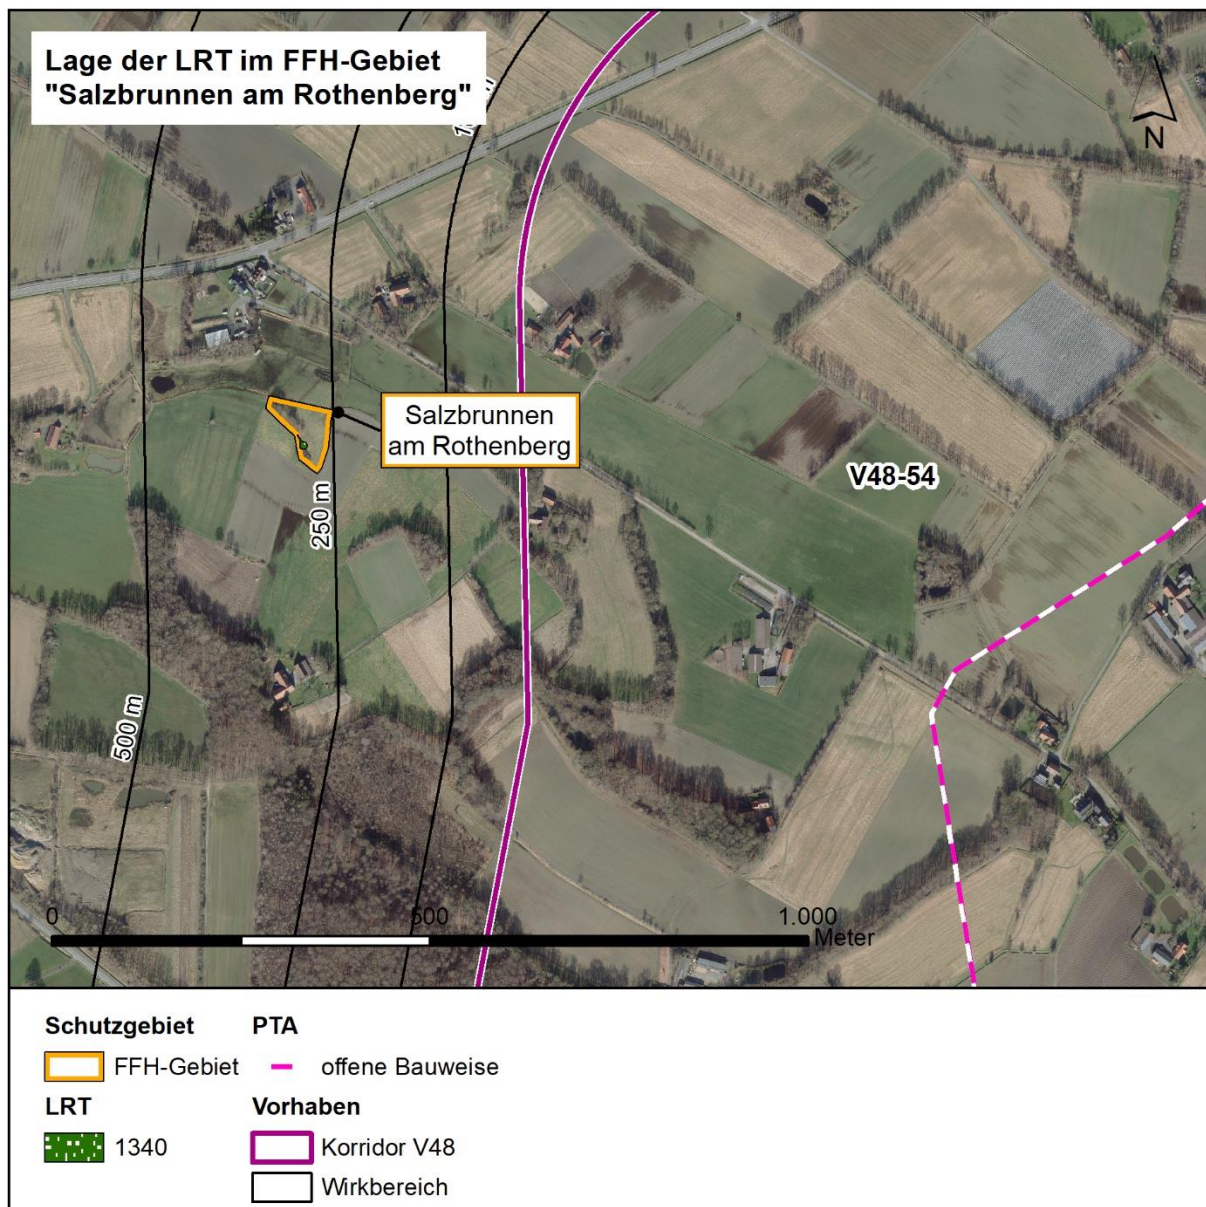 Lage der LRT im FFH-Gebiet
"Salzbrunnen am Rothenberg"
N
Salzbrunnen
am Rothenberg
V48-54
250 m
500 m
0
500
1.000
Meter
Schutzgebiet
FFH-Gebiet
LRT
1340
PTA
offene Bauweise
Vorhaben
Korridor V48
Wirkbereich